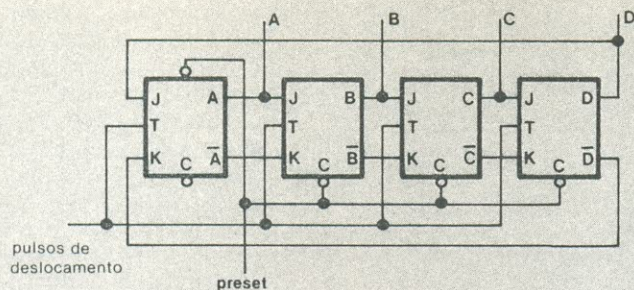 A B C D
J A J B J C J D
T T T T
K A̅ K B̅ K C̅ K D̅
C C C C
pulsos de
deslocamento
preset